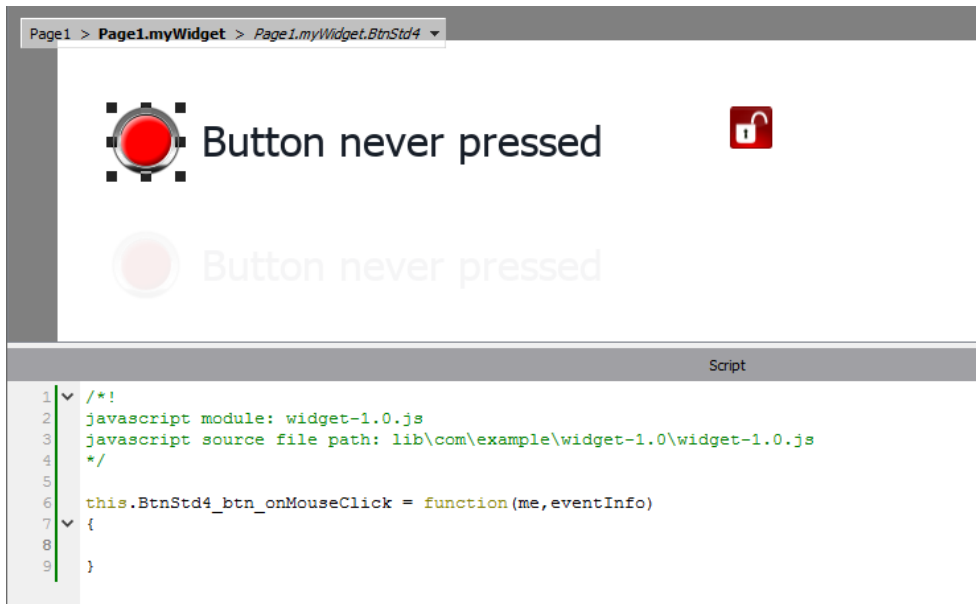 Page1 > Page1.myWidget > Page1.myWidget.BtnStd4
Button never pressed
Button never pressed
Script
1 /*!
2 javascript module: widget-1.0.js
3 javascript source file path: lib\com\example\widget-1.0\widget-1.0.js
4 */
5
6 this.BtnStd4_btn_onMouseClick = function(me,eventInfo)
7 {
8
9 }